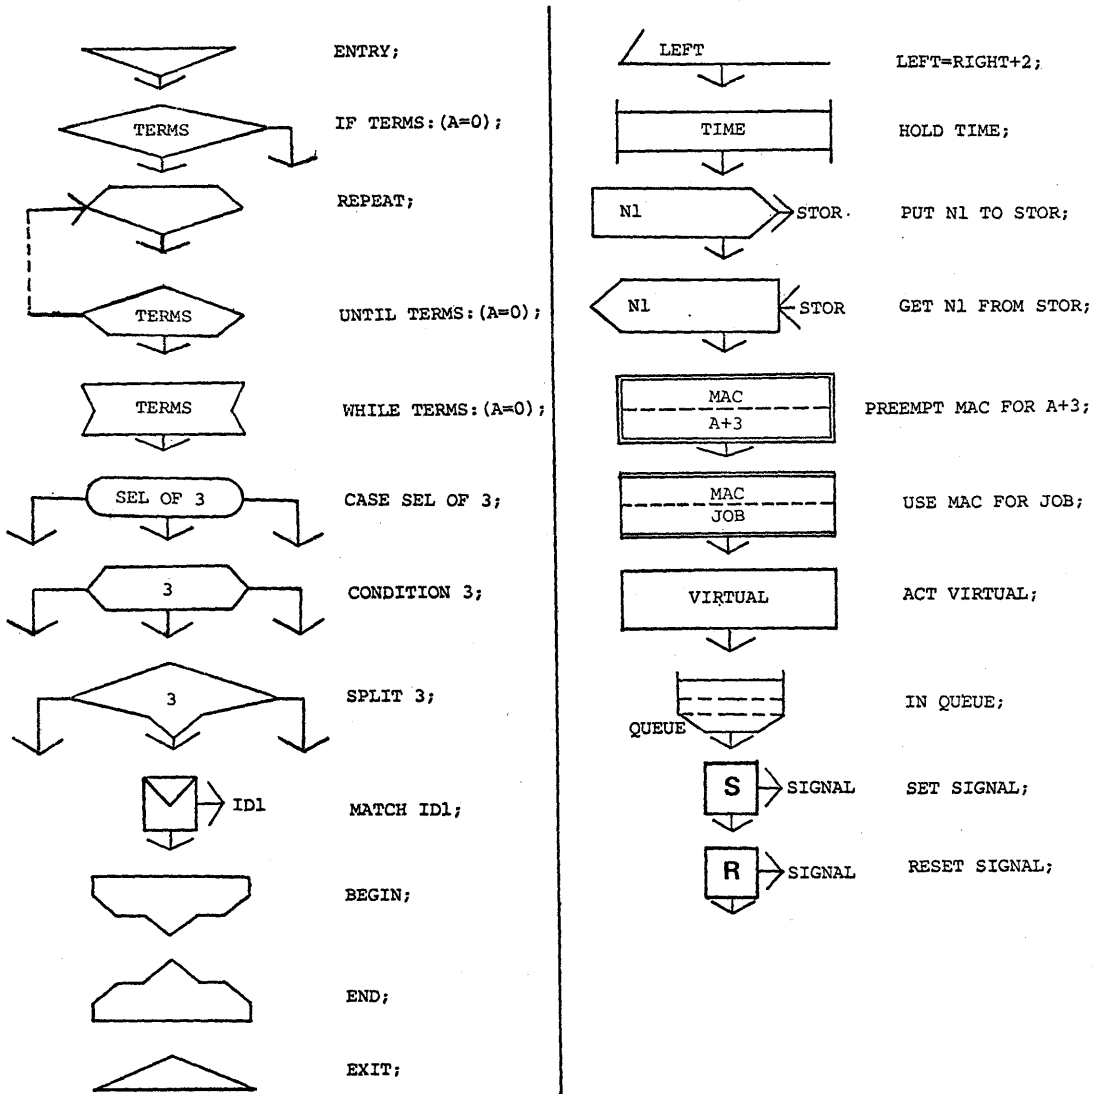 ENTRY;
TERMS IF TERMS:(A=0);
REPEAT;
TERMS UNTIL TERMS:(A=0);
TERMS WHILE TERMS:(A=0);
SEL OF 3 CASE SEL OF 3;
3 CONDITION 3;
3 SPLIT 3;
ID1 MATCH ID1;
BEGIN;
END;
EXIT;
LEFT LEFT=RIGHT+2;
TIME HOLD TIME;
N1 STOR PUT N1 TO STOR;
N1 STOR GET N1 FROM STOR;
MAC
A+3 PREEMPT MAC FOR A+3;
MAC
JOB USE MAC FOR JOB;
VIRTUAL ACT VIRTUAL;
QUEUE IN QUEUE;
S SIGNAL SET SIGNAL;
R SIGNAL RESET SIGNAL;